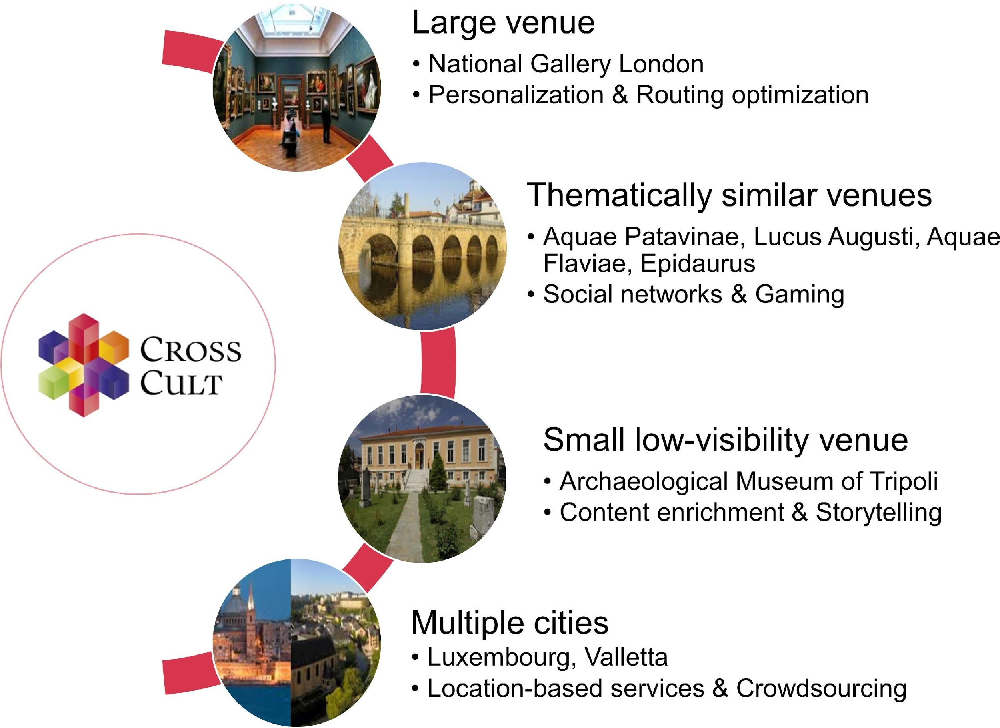 Large venue
• National Gallery London
• Personalization & Routing optimization
Thematically similar venues
• Aquae Patavinae, Lucus Augusti, Aquae
Flaviae, Epidaurus
• Social networks & Gaming
CROSS
CULT
Small low-visibility venue
• Archaeological Museum of Tripoli
• Content enrichment & Storytelling
Multiple cities
• Luxembourg, Valletta
• Location-based services & Crowdsourcing